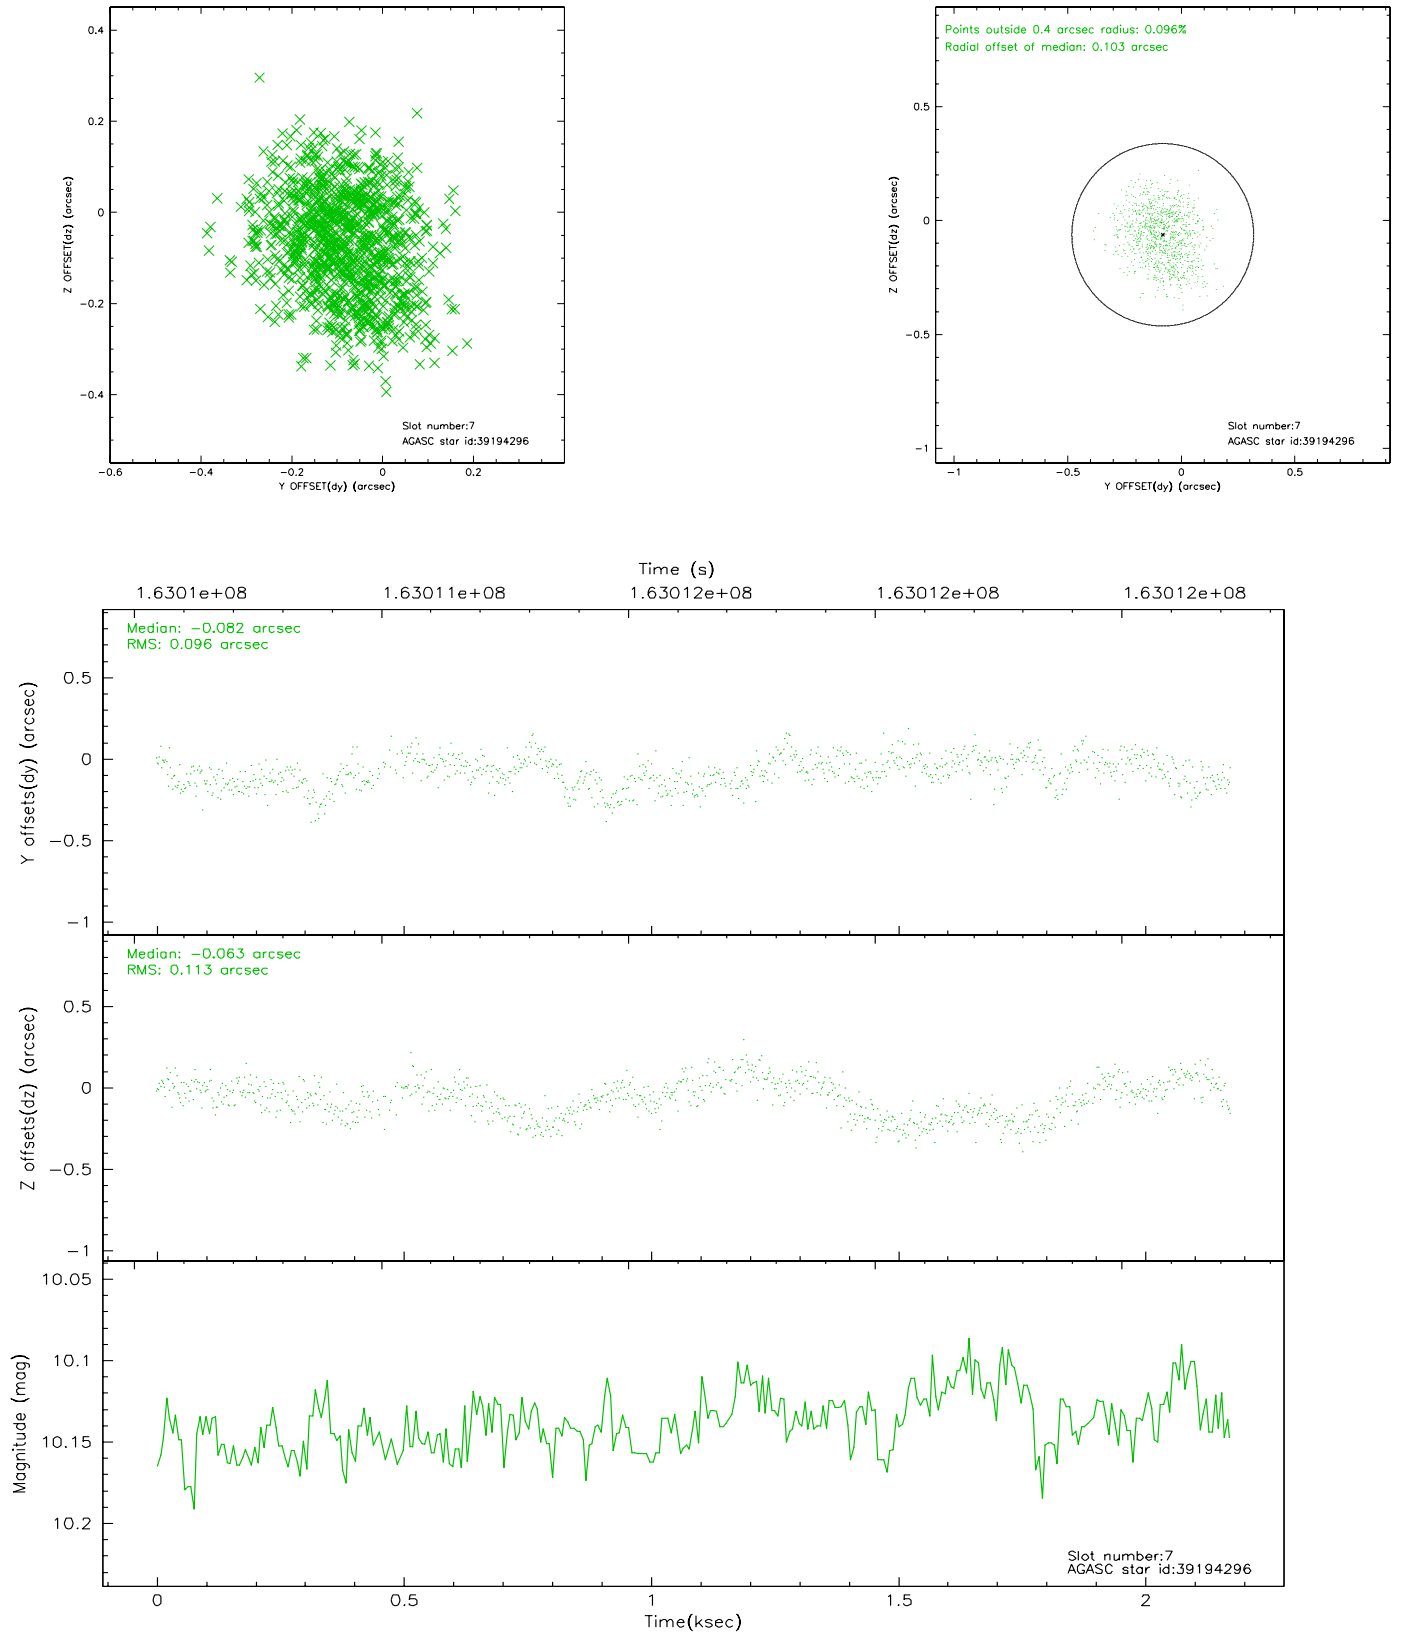 0.4
0.2
0
−0.2
−0.4
−0.6
−0.4
−0.2
0
0.2
Z OFFSET(dz) (arcsec)
Y OFFSET(dy) (arcsec)
Slot number:7
AGASC star id:39194296
Points outside 0.4 arcsec radius: 0.096%
Radial offset of median: 0.103 arcsec
0.5
0
−0.5
−1
−1
−0.5
0
0.5
Z OFFSET(dz) (arcsec)
Y OFFSET(dy) (arcsec)
Slot number:7
AGASC star id:39194296
Time (s)
1.6301e+08
1.63011e+08
1.63012e+08
1.63012e+08
1.63012e+08
Median: −0.082 arcsec
RMS: 0.096 arcsec
0.5
0
−0.5
−1
Y offsets(dy) (arcsec)
Median: −0.063 arcsec
RMS: 0.113 arcsec
0.5
0
−0.5
−1
Z offsets(dz) (arcsec)
10.05
10.1
10.15
10.2
Magnitude (mag)
Slot number:7
AGASC star id:39194296
0
0.5
1
1.5
2
Time(ksec)